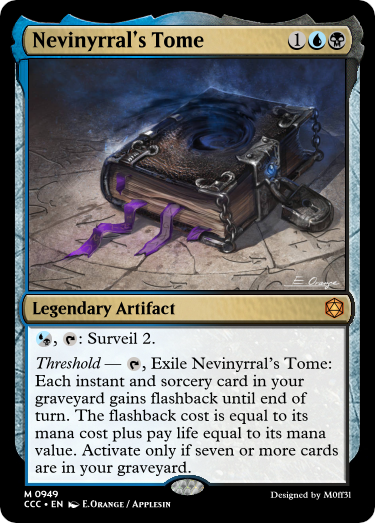 Nevinyrral's Tome 1
E. Orange
Legendary Artifact
, : Surveil 2.
Threshold — , Exile Nevinyrral's Tome:
Each instant and sorcery card in your
graveyard gains flashback until end of
turn. The flashback cost is equal to its
mana cost plus pay life equal to its mana
value. Activate only if seven or more cards
are in your graveyard.
M 0949
CCC • EN E.Orange / Applesin
Designed by M0ff3l